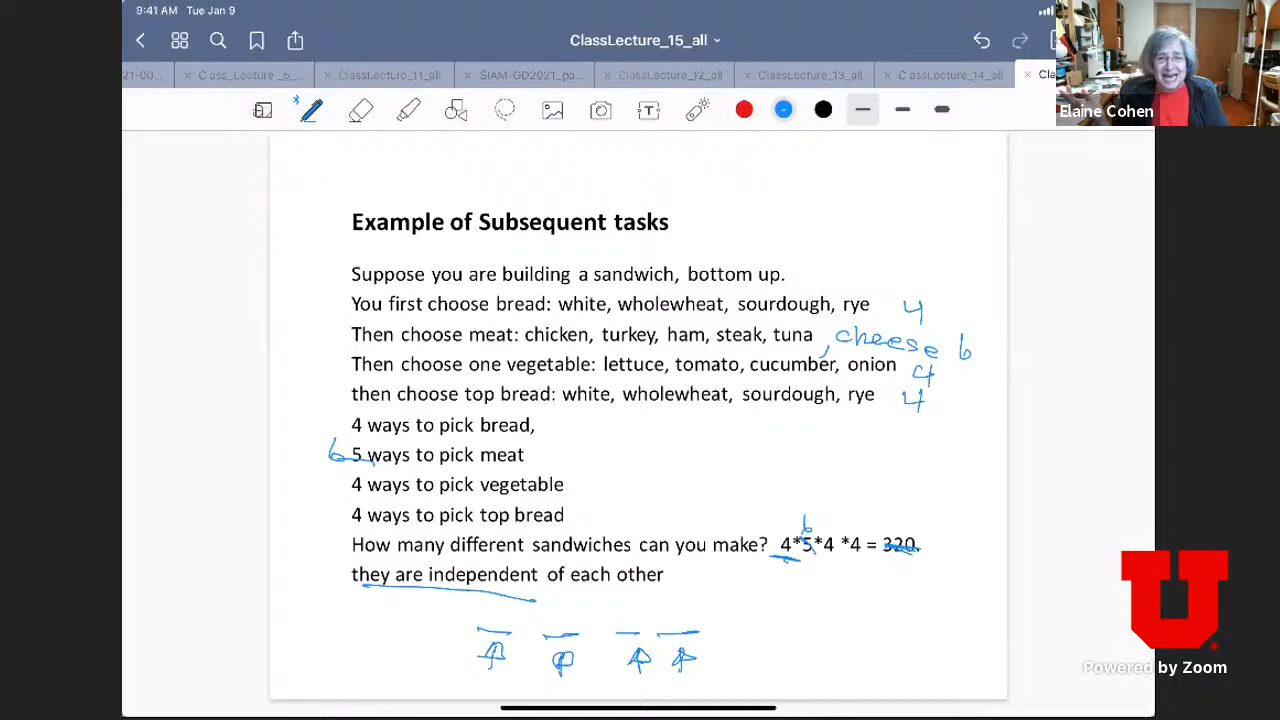 9:41 AM Tue Jan 9
ClassLecture_15_all
ClassLecture_11_all
SIAM-GD2021_pa...
ClassLecture_12_all
ClassLecture_13_all
C ass_ecture_14_all
Elaine Cohen
Example of Subsequent tasks
Suppose you are building a sandwich, bottom up.
You first choose bread: white, wholewheat, sourdough, rye 4
Then choose meat: chicken, turkey, ham, steak, tuna , cheese 6
Then choose one vegetable: lettuce, tomato, cucumber, onion 4
then choose top bread: white, wholewheat, sourdough, rye 4
4 ways to pick bread,
6 5 ways to pick meat
4 ways to pick vegetable
4 ways to pick top bread
6
How many different sandwiches can you make? 4*5*4 *4 = 320.
they are independent of each other
U
Powered by Zoom